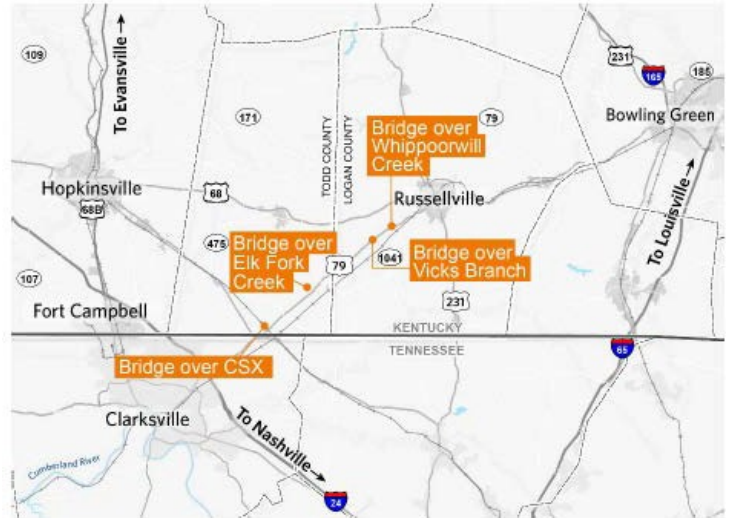 109
To Evansville →
231
165
185
Bowling Green
171
TODD COUNTY
LOGAN COUNTY
Bridge over
Whippoorwill
Creek
79
Hopkinsville
68B
68
Russellville
To Louisville →
475
Bridge over
Elk Fork
Creek
79
1041
Bridge over
Vicks Branch
107
Fort Campbell
231
KENTUCKY
TENNESSEE
65
Bridge over CSX
Clarksville
To Nashville →
Cumberland River
24